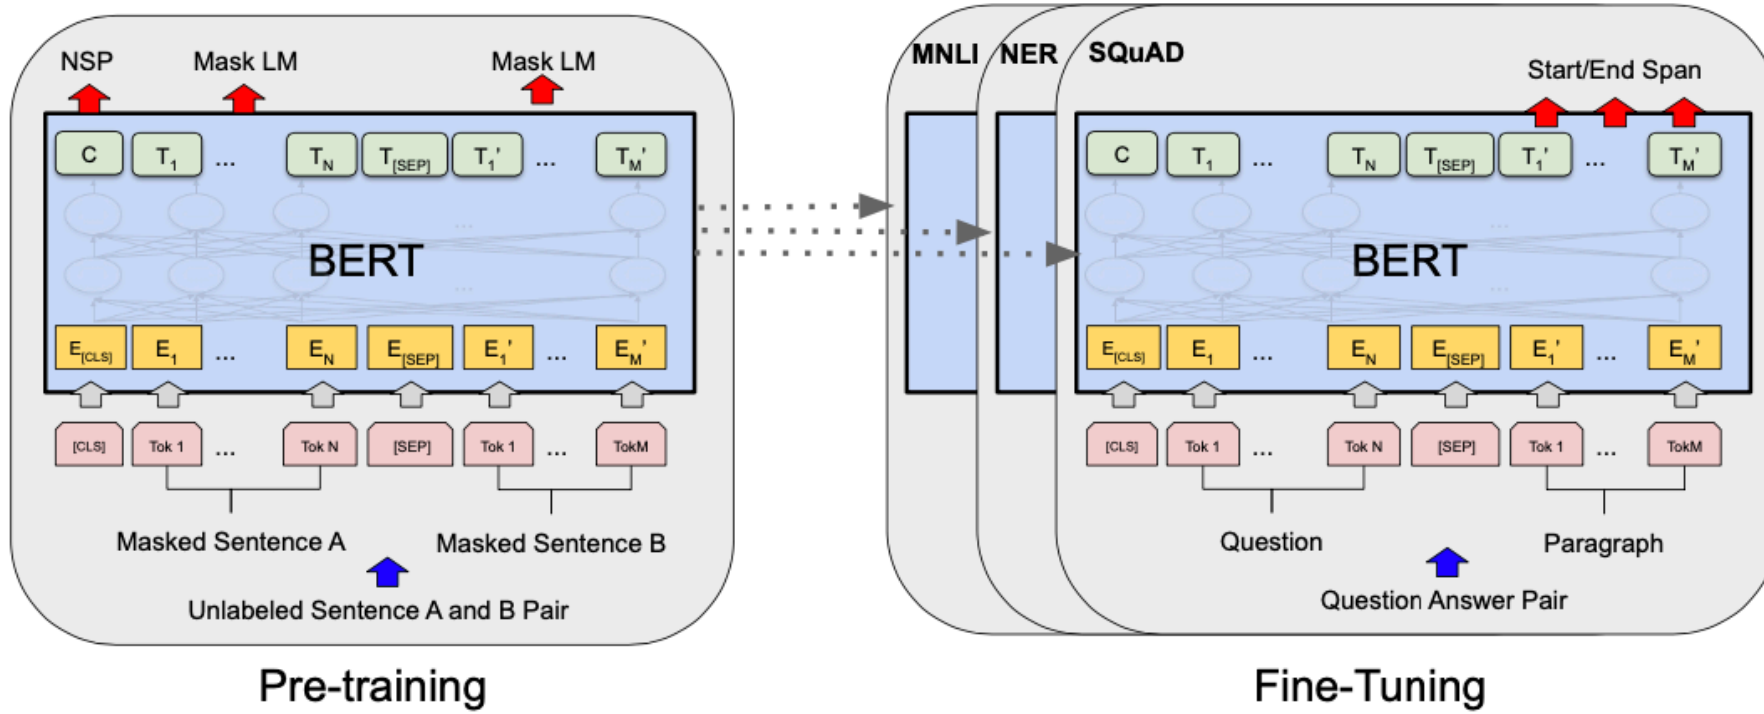 NSP Mask LM Mask LM
C T1 ... TN T[SEP] T1' ... TM'
...
BERT
...
E[CLS] E1 ... EN E[SEP] E1' ... EM'
[CLS] Tok 1 ... Tok N [SEP] Tok 1 ... TokM
Masked Sentence A Masked Sentence B
Unlabeled Sentence A and B Pair
Pre-training
MNLI NER SQuAD
Start/End Span
C T1 ... TN T[SEP] T1' ... TM'
...
BERT
...
E[CLS] E1 ... EN E[SEP] E1' ... EM'
[CLS] Tok 1 ... Tok N [SEP] Tok 1 ... TokM
Question Paragraph
Question Answer Pair
Fine-Tuning